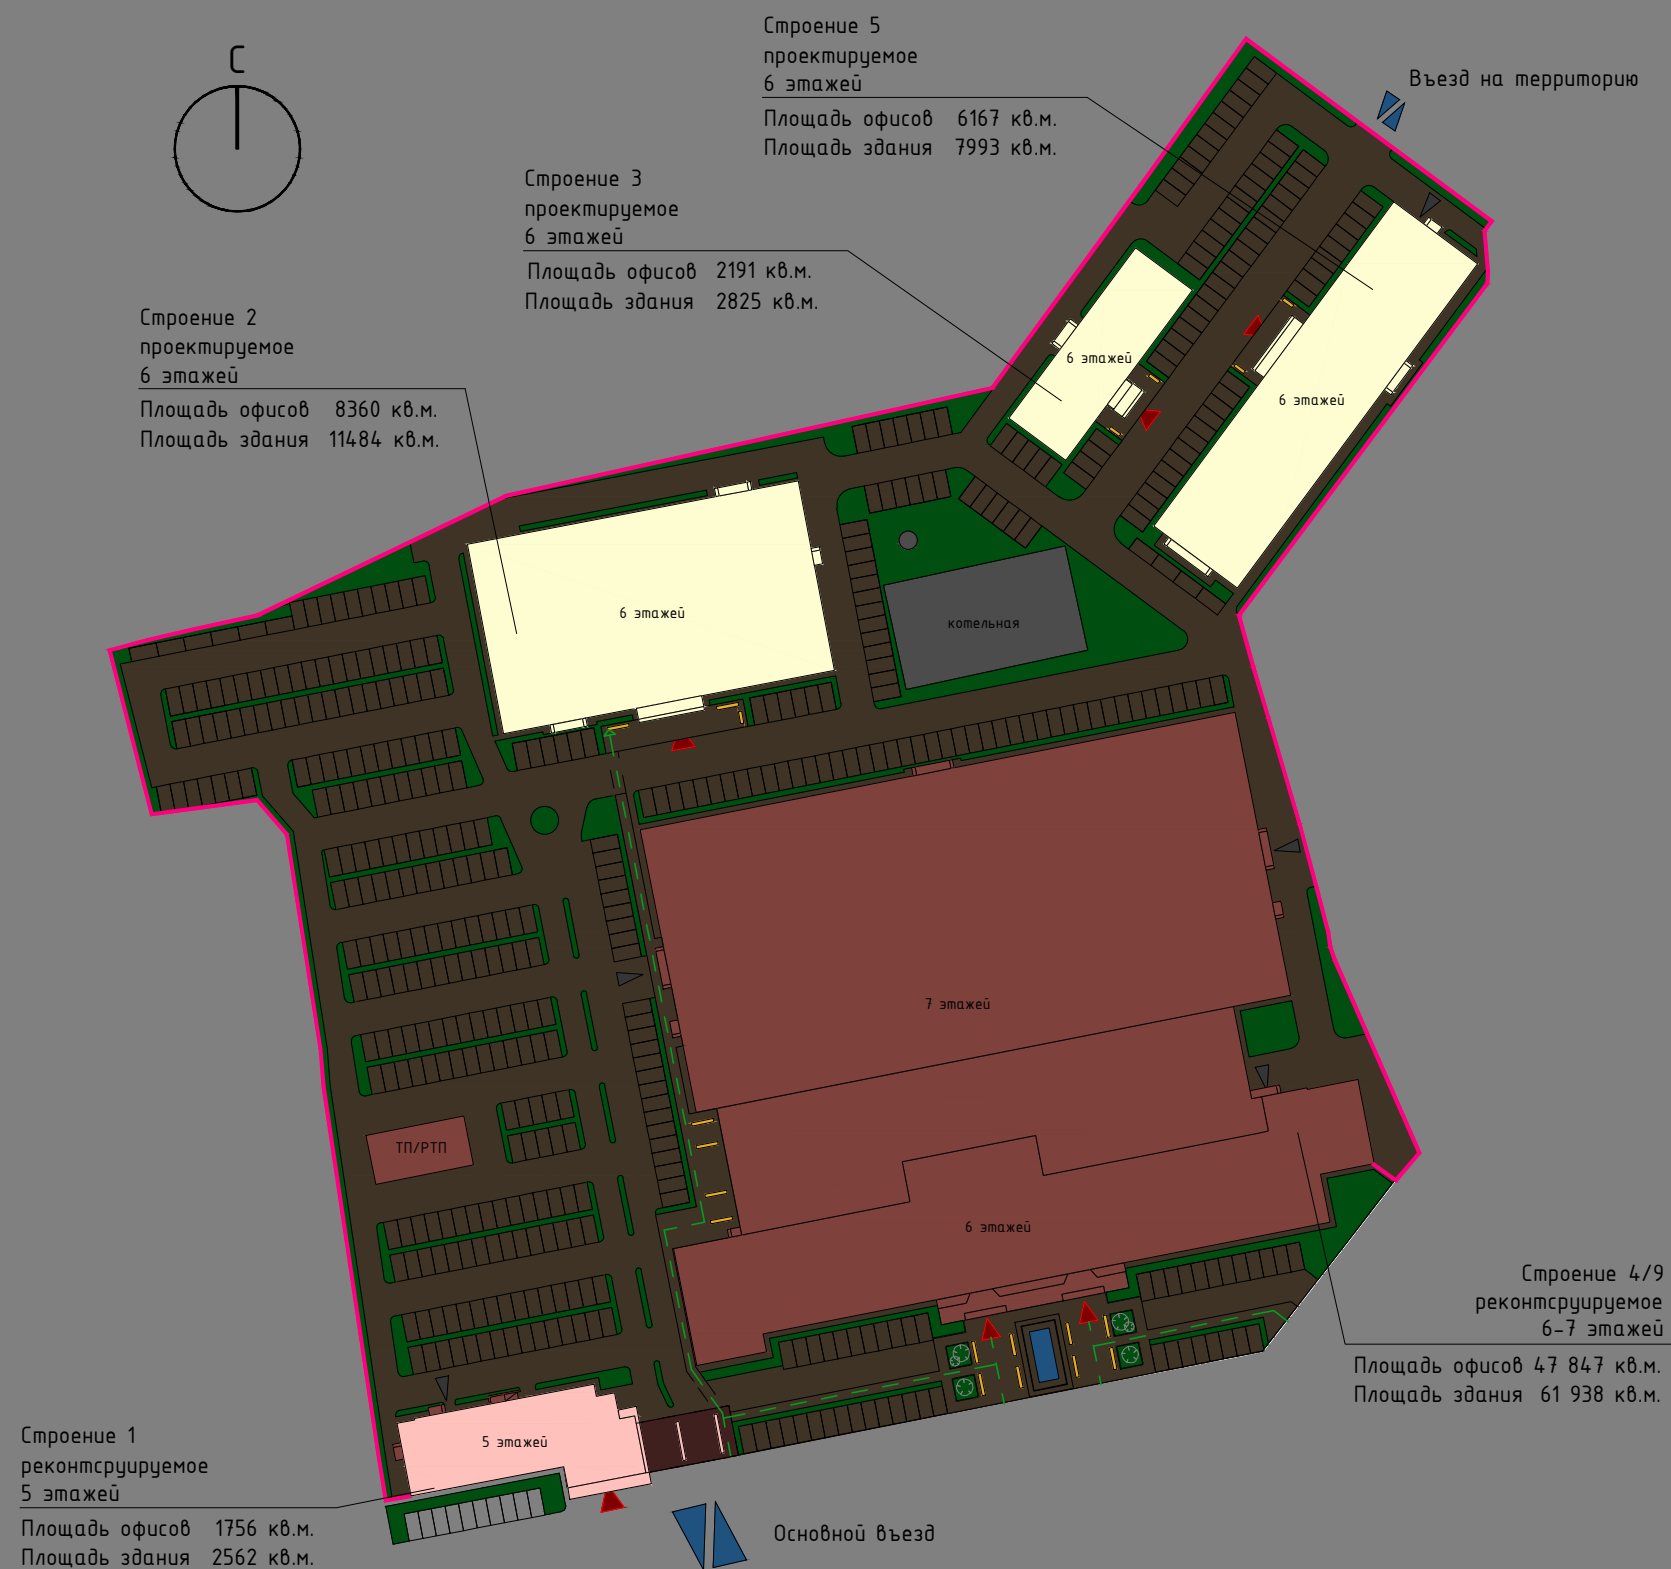 С
Строение 5
проектируемое
6 этажей
Площадь офисов 6167 кв.м.
Площадь здания 7993 кв.м.
Въезд на территорию
Строение 3
проектируемое
6 этажей
Площадь офисов 2191 кв.м.
Площадь здания 2825 кв.м.
Строение 2
проектируемое
6 этажей
Площадь офисов 8360 кв.м.
Площадь здания 11484 кв.м.
6 этажей
6 этажей
6 этажей
котельная
7 этажей
ТП/РТП
6 этажей
Строение 4/9
реконтсруируемое
6-7 этажей
Площадь офисов 47 847 кв.м.
Площадь здания 61 938 кв.м.
5 этажей
Строение 1
реконтсруируемое
5 этажей
Площадь офисов 1756 кв.м.
Площадь здания 2562 кв.м.
Основной въезд